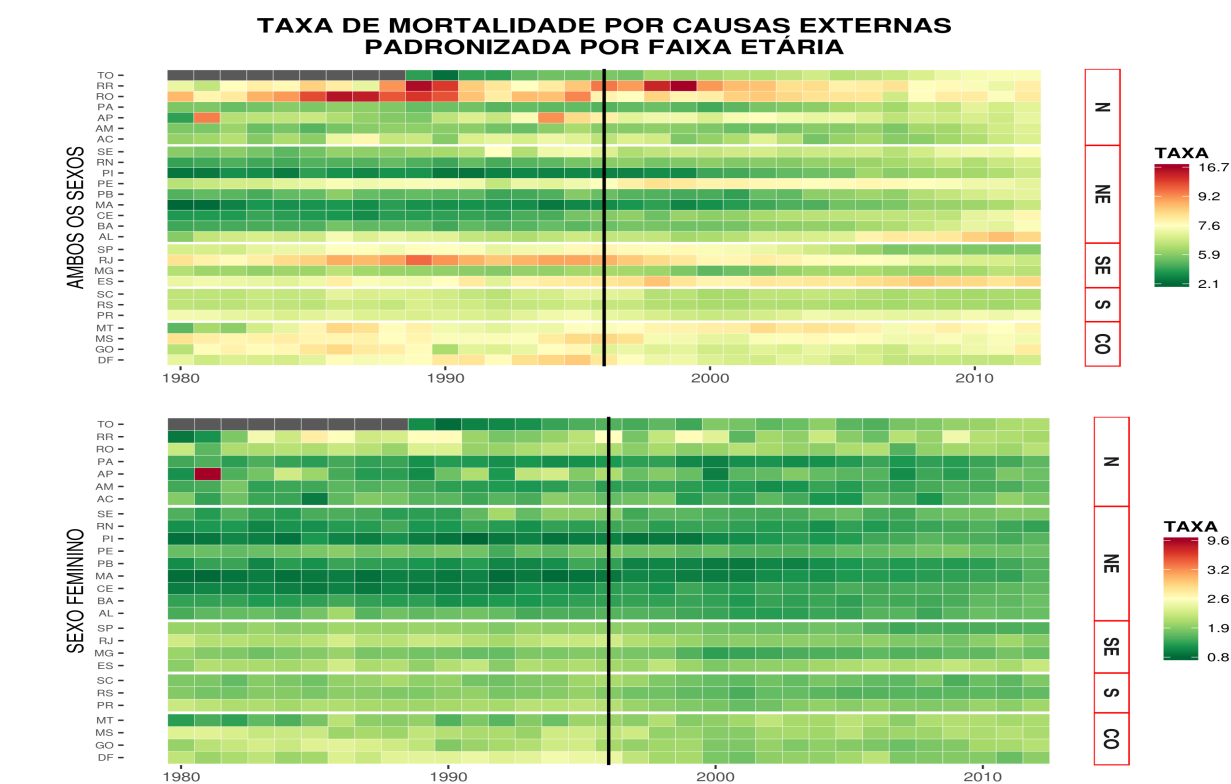 TAXA DE MORTALIDADE POR CAUSAS EXTERNAS
PADRONIZADA POR FAIXA ETÁRIA
AMBOS OS SEXOS
TO
RR
RO
PA
AP
AM
AC
SE
RN
PI
PE
PB
MA
CE
BA
AL
SP
RJ
MG
ES
SC
RS
PR
MT
MS
GO
DF
1980 1990 2000 2010
N
NE
SE
S
CO
TAXA
16.7
9.2
7.6
5.9
2.1
SEXO FEMININO
TO
RR
RO
PA
AP
AM
AC
SE
RN
PI
PE
PB
MA
CE
BA
AL
SP
RJ
MG
ES
SC
RS
PR
MT
MS
GO
DF
1980 1990 2000 2010
N
NE
SE
S
CO
TAXA
9.6
3.2
2.6
1.9
0.8